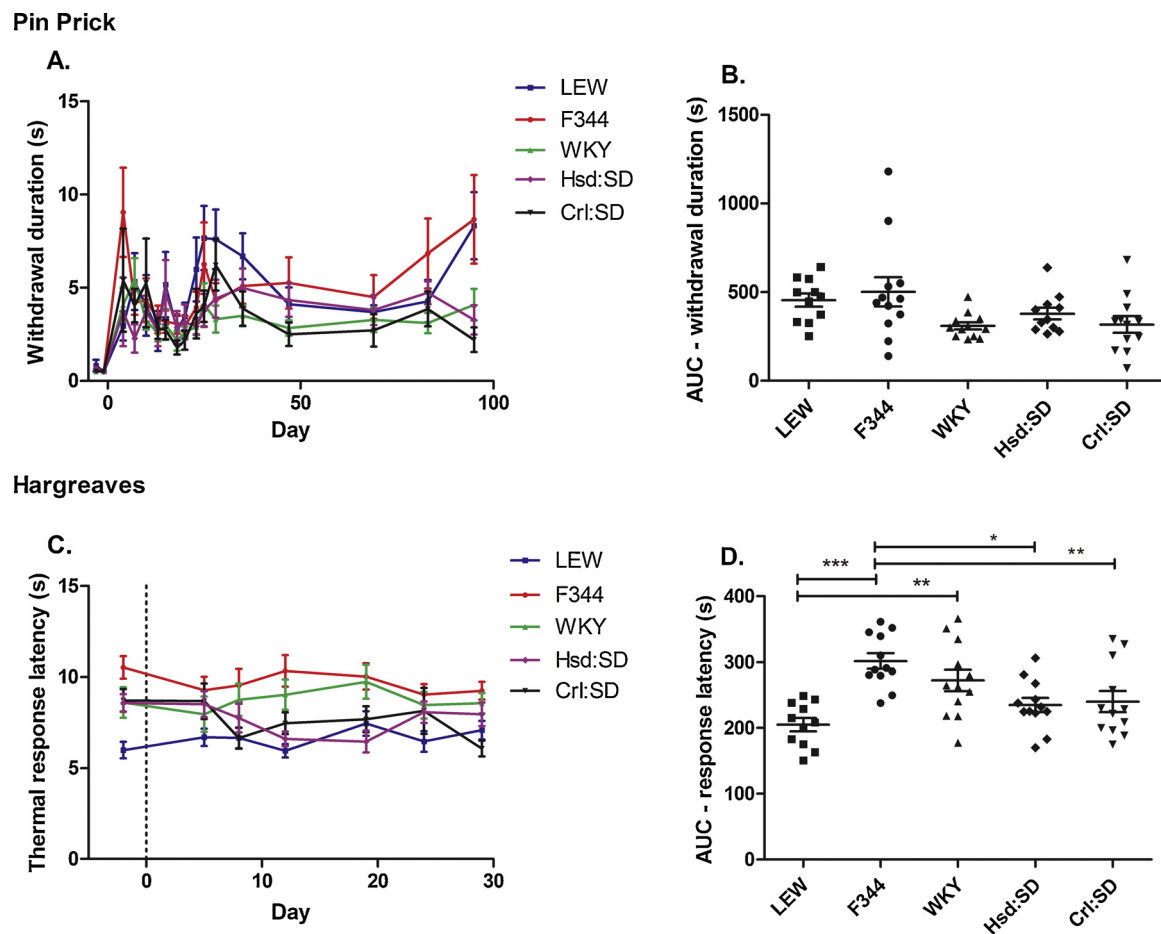 Pin Prick
A.
Withdrawal duration (s)
15
10
5
0
0
50
100
Day
LEW
F344
WKY
Hsd:SD
Crl:SD
B.
AUC - withdrawal duration (s)
1500
1000
500
0
LEW
F344
WKY
Hsd:SD
Crl:SD
Hargreaves
C.
Thermal response latency (s)
15
10
5
0
0
10
20
30
Day
LEW
F344
WKY
Hsd:SD
Crl:SD
D.
*
**
***
**
AUC - response latency (s)
400
300
200
100
0
LEW
F344
WKY
Hsd:SD
Crl:SD